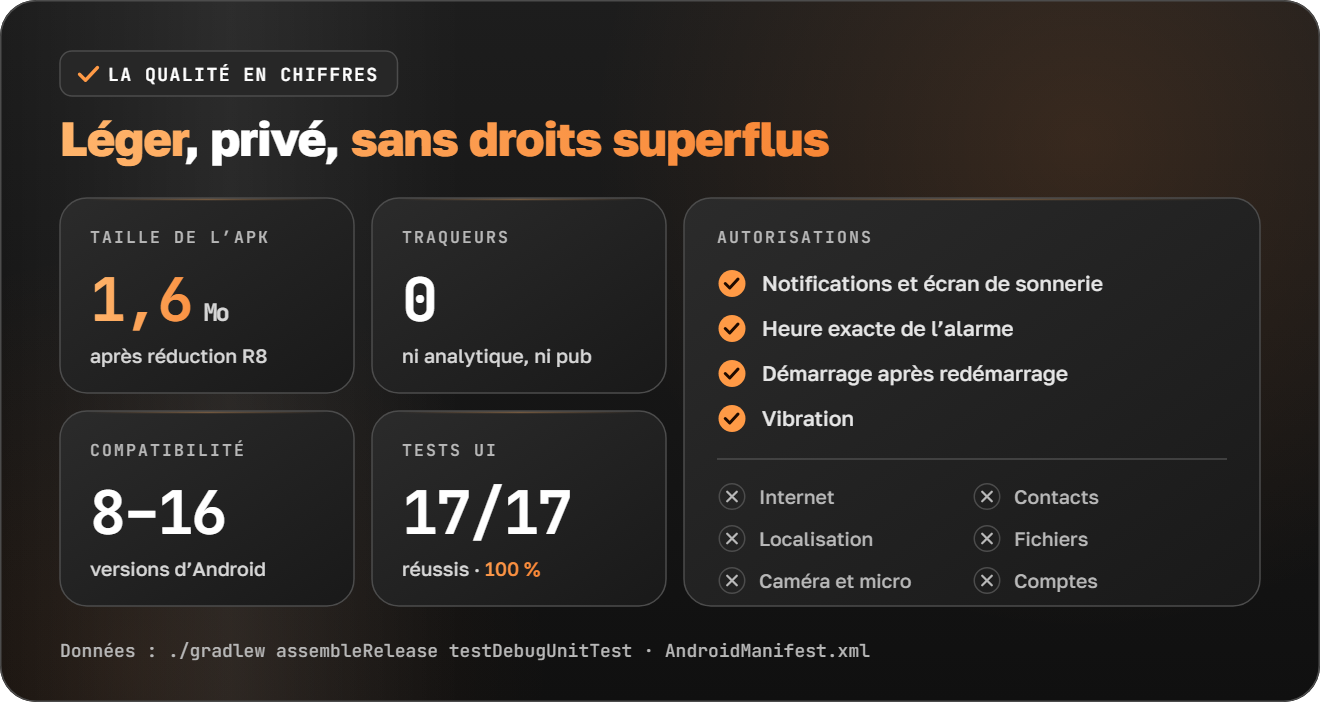 LA QUALITÉ EN CHIFFRES
Léger, privé, sans droits superflus
TAILLE DE L’APK
1,6 Mo
après réduction R8
TRAQUEURS
0
ni analytique, ni pub
COMPATIBILITÉ
8–16
versions d’Android
TESTS UI
17/17
réussis · 100 %
AUTORISATIONS
Notifications et écran de sonnerie
Heure exacte de l’alarme
Démarrage après redémarrage
Vibration
Internet
Contacts
Localisation
Fichiers
Caméra et micro
Comptes
Données : ./gradlew assembleRelease testDebugUnitTest · AndroidManifest.xml